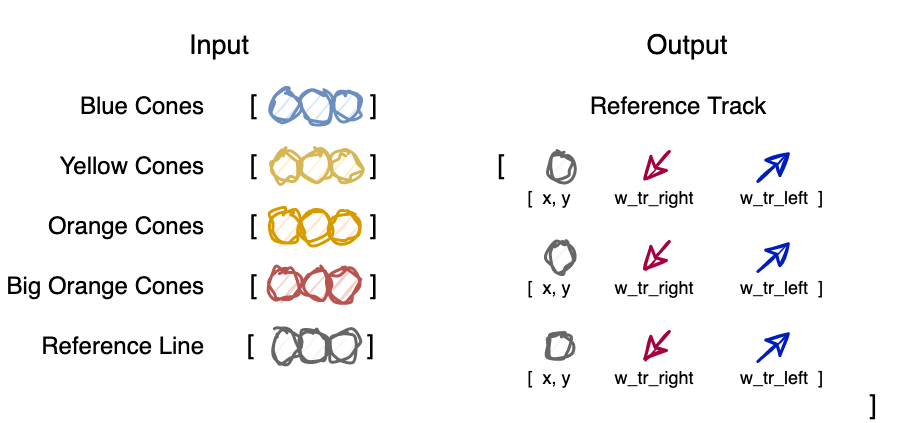 Input
Blue Cones [ ]
Yellow Cones [ ]
Orange Cones [ ]
Big Orange Cones [ ]
Reference Line [ ]
Output
Reference Track
[
[ x, y w_tr_right w_tr_left ]
[ x, y w_tr_right w_tr_left ]
[ x, y w_tr_right w_tr_left ]
]